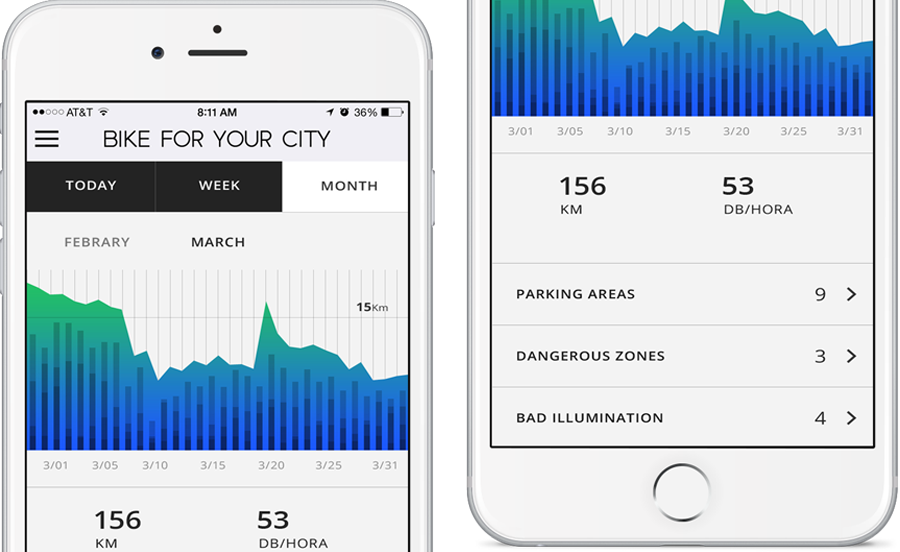 AT&T 8:11 AM 36%
BIKE FOR YOUR CITY
TODAY WEEK MONTH
FEBRARY MARCH
15Km
3/01 3/05 3/10 3/15 3/20 3/25 3/31
156 53
KM DB/HORA
3/01 3/05 3/10 3/15 3/20 3/25 3/31
156 53
KM DB/HORA
PARKING AREAS 9
DANGEROUS ZONES 3
BAD ILLUMINATION 4